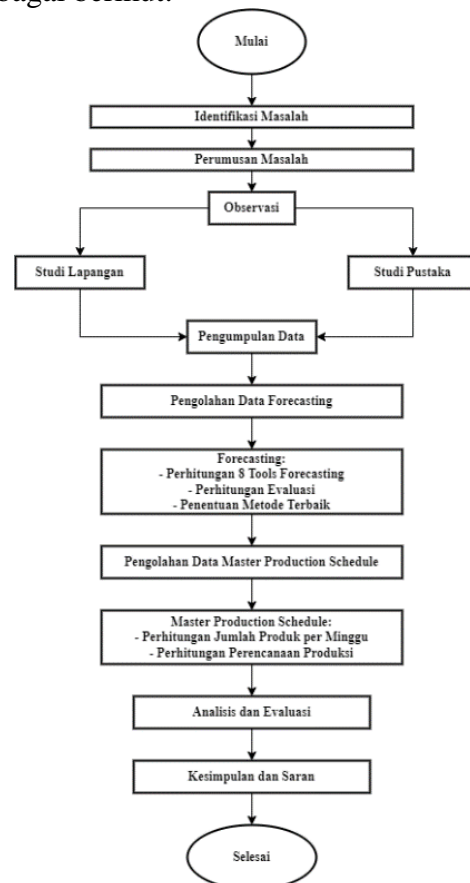 Mulai
Identifikasi Masalah
Perumusan Masalah
Observasi
Studi Lapangan
Studi Pustaka
Pengumpulan Data
Pengolahan Data Forecasting
Forecasting:
- Perhitungan 8 Tools Forecasting
- Perhitungan Evaluasi
- Penentuan Metode Terbaik
Pengolahan Data Master Production Schedule
Master Production Schedule:
- Perhitungan Jumlah Produk per Minggu
- Perhitungan Perencanaan Produksi
Analisis dan Evaluasi
Kesimpulan dan Saran
Selesai